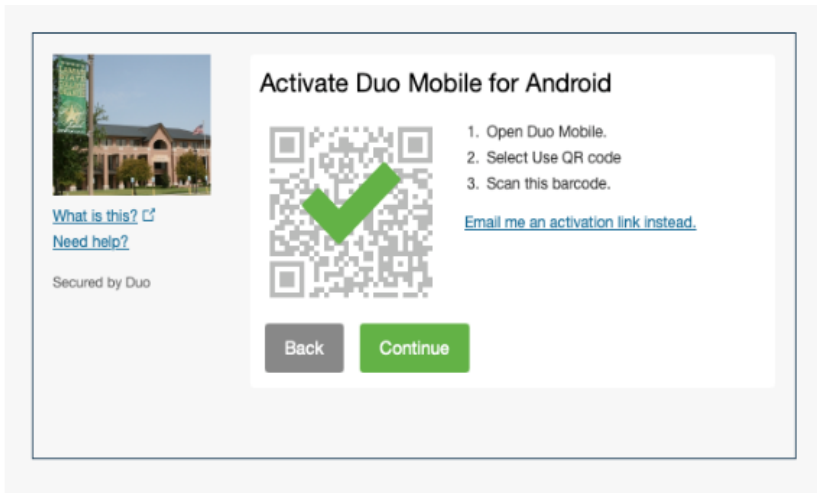 Activate Duo Mobile for Android
1. Open Duo Mobile.
2. Select Use QR code
3. Scan this barcode.
Email me an activation link instead.
What is this?
Need help?
Secured by Duo
Back
Continue